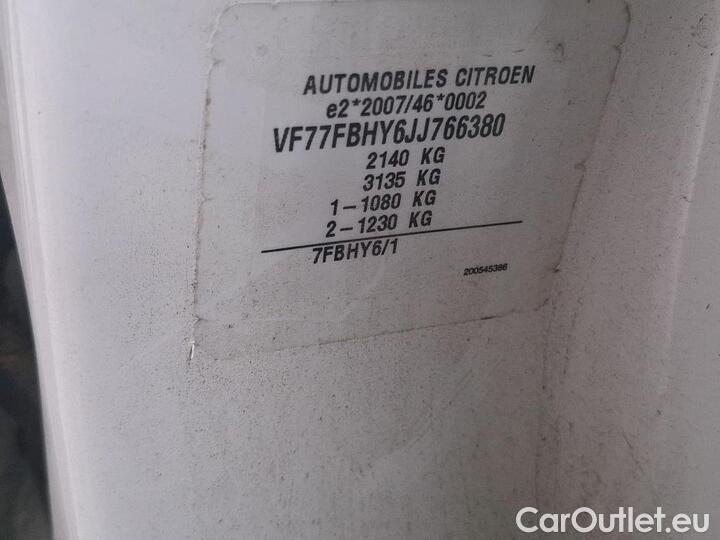 AUTOMOBILES CITROEN
e2*2007/46*0002
VF77FBHY6JJ766380
2140 KG
3135 KG
1-1080 KG
2-1230 KG
7FBHY6/1
200545386
CarOutlet.eu